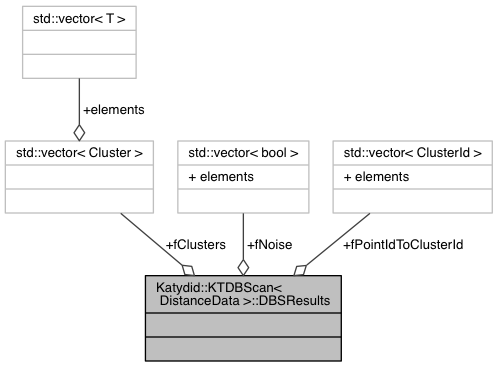 std::vector< T >
+elements
std::vector< Cluster >
std::vector< bool >
+ elements
std::vector< ClusterId >
+ elements
+fClusters
+fNoise
+fPointIdToClusterId
Katydid::KTDBScan<
DistanceData >::DBSResults